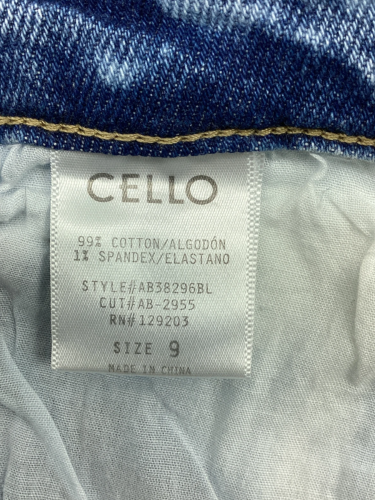 CELLO
99% COTTON/ALGODÓN
1% SPANDEX/ELASTANO
STYLE#AB38296BL
CUT#AB-2955
RN#129203
SIZE 9
MADE IN CHINA